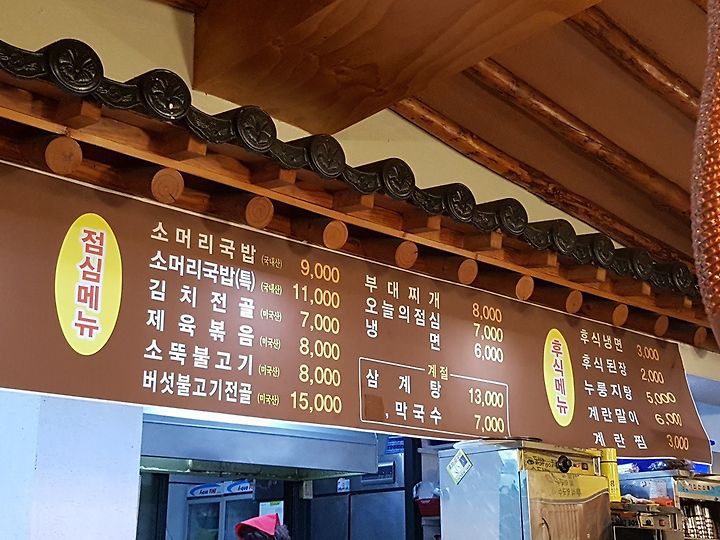 점심메뉴
소머리국밥 (국내산) 9,000
소머리국밥(특) (국내산) 11,000
김치전골 (미국산) 7,000
제육볶음 (미국산) 8,000
소뚝불고기 (미국산) 8,000
버섯불고기전골 (미국산) 15,000
부대찌개 8,000
오늘의점심 7,000
냉면 6,000
계절
삼계탕 13,000
, 막국수 7,000
후식메뉴
후식냉면 3,000
후식된장 2,000
누룽지탕 5,000
계란말이 6,000
계란찜 3,000